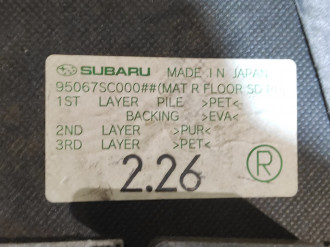 SUBARU MADE IN JAPAN
95067SC000##(MAT R FLOOR SD
1ST LAYER PILE >PET<
BACKING >EVA<
2ND LAYER >PUR<
3RD LAYER >PET<
2.26 R